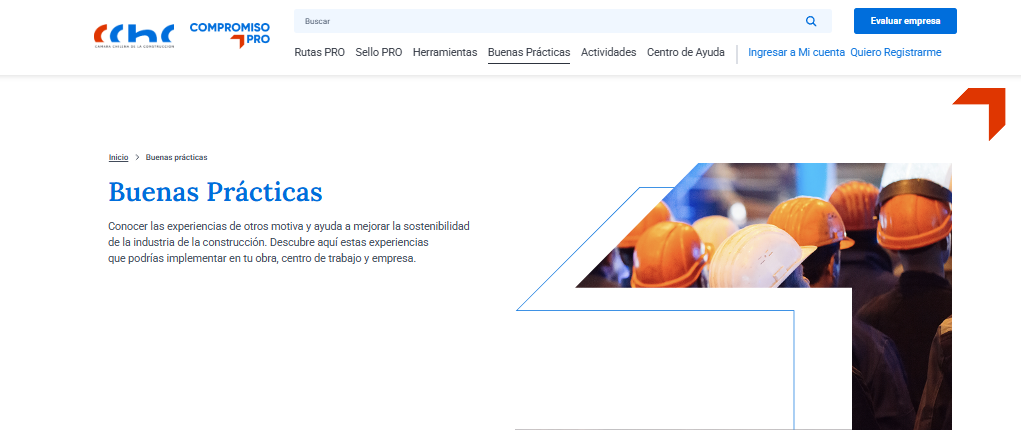 cchc
CÁMARA CHILENA DE LA CONSTRUCCIÓN
COMPROMISO
PRO
Buscar
Evaluar empresa
Rutas PRO Sello PRO Herramientas Buenas Prácticas Actividades Centro de Ayuda Ingresar a Mi cuenta Quiero Registrarme
Inicio > Buenas prácticas
Buenas Prácticas
Conocer las experiencias de otros motiva y ayuda a mejorar la sostenibilidad
de la industria de la construcción. Descubre aquí estas experiencias
que podrías implementar en tu obra, centro de trabajo y empresa.